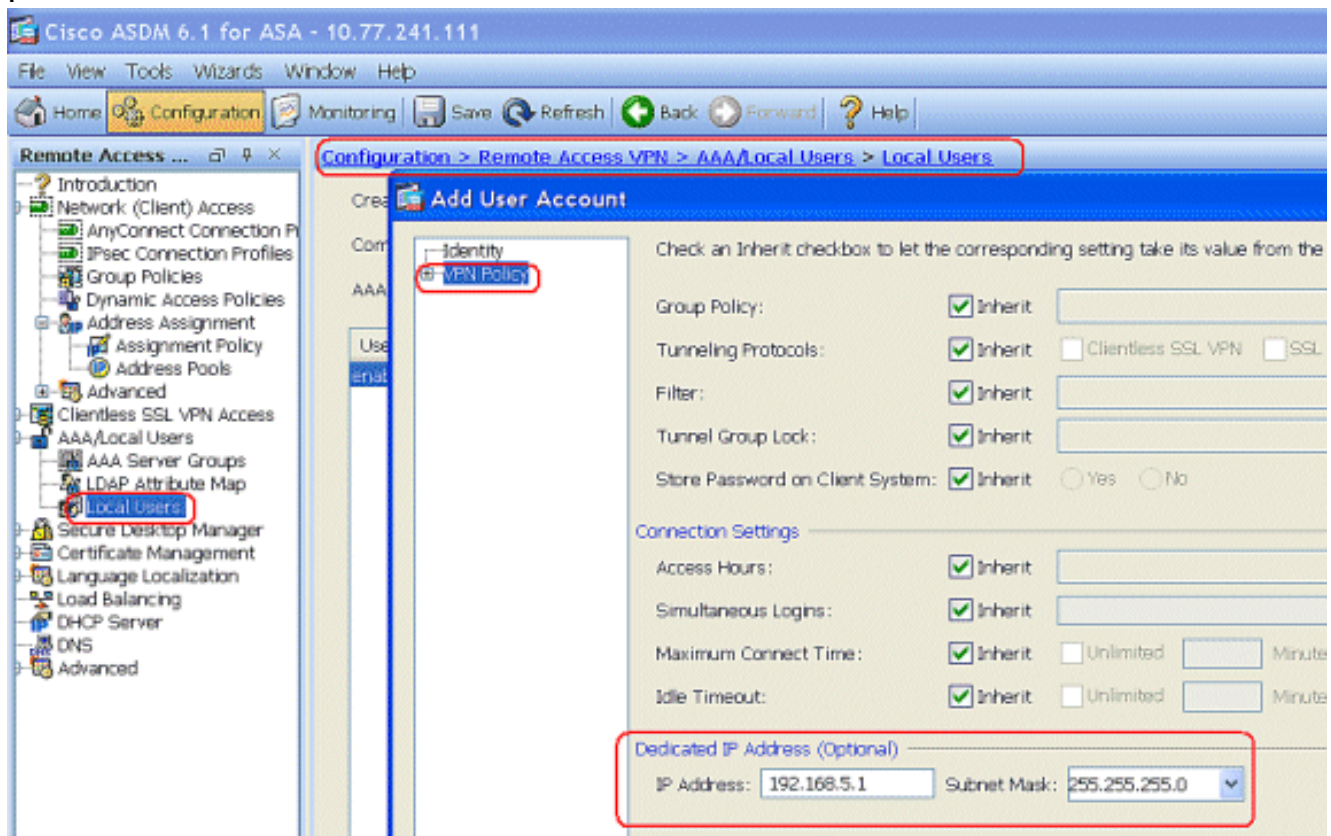 Cisco ASDM 6.1 for ASA - 10.77.241.111
File View Tools Wizards Window Help
Home Configuration Monitoring Save Refresh Back Forward Help
Remote Access ...
Configuration > Remote Access VPN > AAA/Local Users > Local Users
Introduction
Network (Client) Access
AnyConnect Connection P
IPsec Connection Profiles
Group Policies
Dynamic Access Policies
Address Assignment
Assignment Policy
Address Pools
Advanced
Clientless SSL VPN Access
AAA/Local Users
AAA Server Groups
LDAP Attribute Map
Local Users
Secure Desktop Manager
Certificate Management
Language Localization
Load Balancing
DHCP Server
DNS
Advanced
Crea
Com
AAA
Use
enab
Add User Account
Identity
VPN Policy
Check an Inherit checkbox to let the corresponding setting take its value from the
Group Policy: Inherit
Tunneling Protocols: Inherit Clientless SSL VPN SSL
Filter: Inherit
Tunnel Group Lock: Inherit
Store Password on Client System: Inherit Yes No
Connection Settings
Access Hours: Inherit
Simultaneous Logins: Inherit
Maximum Connect Time: Inherit Unlimited Minute
Idle Timeout: Inherit Unlimited Minute
Dedicated IP Address (Optional)
IP Address: 192.168.5.1 Subnet Mask: 255.255.255.0